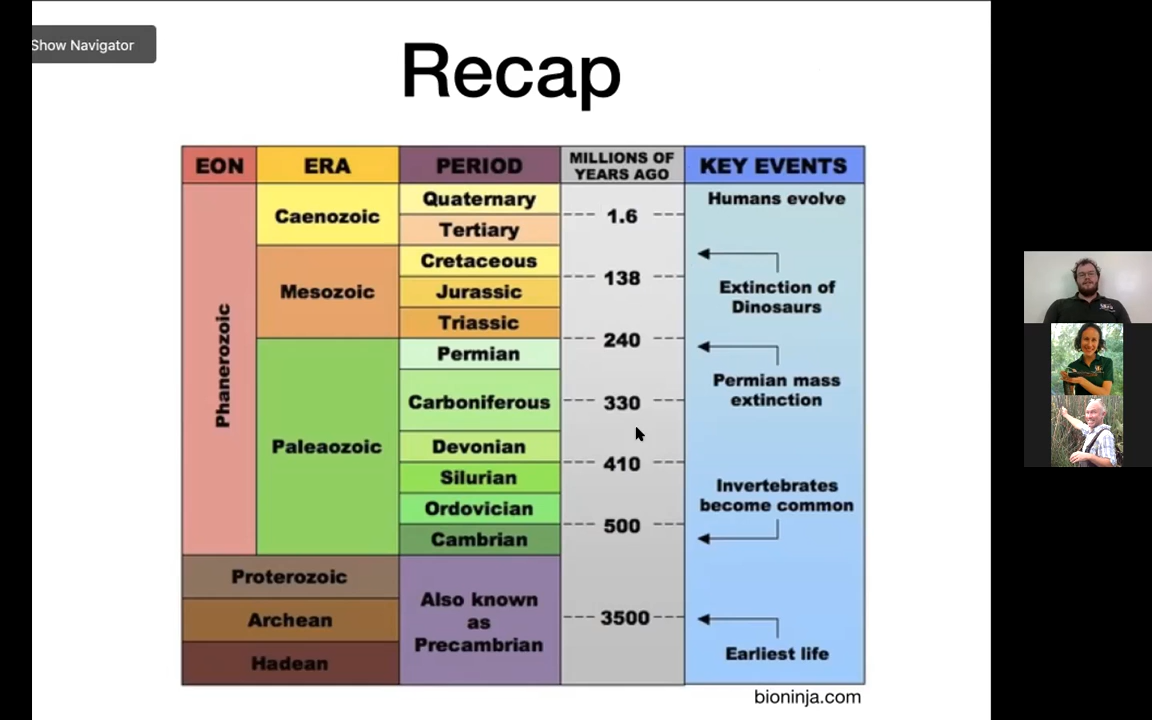 Show Navigator
Recap
EON ERA PERIOD MILLIONS OF YEARS AGO KEY EVENTS
Phanerozoic
Caenozoic
Mesozoic
Paleaozoic
Proterozoic
Archean
Hadean
Quaternary
Tertiary
Cretaceous
Jurassic
Triassic
Permian
Carboniferous
Devonian
Silurian
Ordovician
Cambrian
Also known
as
Precambrian
1.6
138
240
330
410
500
3500
Humans evolve
Extinction of
Dinosaurs
Permian mass
extinction
Invertebrates
become common
Earliest life
bioninja.com